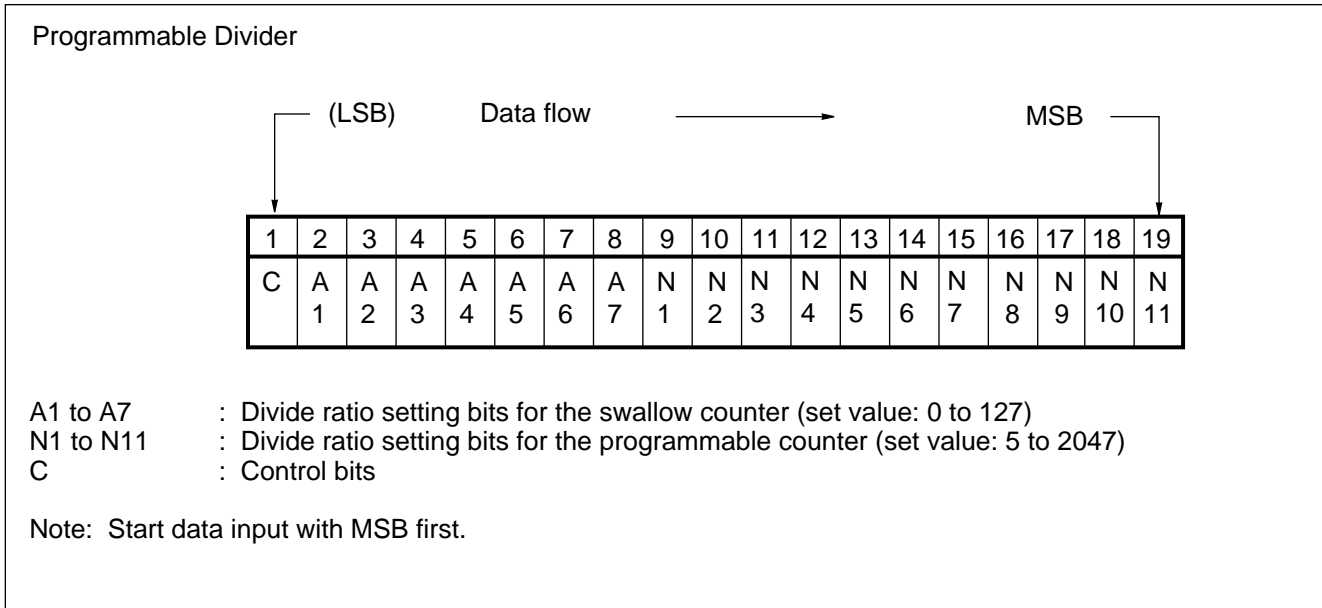 Programmable Divider
(LSB) Data flow MSB
1 2 3 4 5 6 7 8 9 10 11 12 13 14 15 16 17 18 19
C A A A A A A A N N N N N N N N N N N
1 2 3 4 5 6 7 1 2 3 4 5 6 7 8 9 10 11
A1 to A7 : Divide ratio setting bits for the swallow counter (set value: 0 to 127)
N1 to N11 : Divide ratio setting bits for the programmable counter (set value: 5 to 2047)
C : Control bits
Note: Start data input with MSB first.